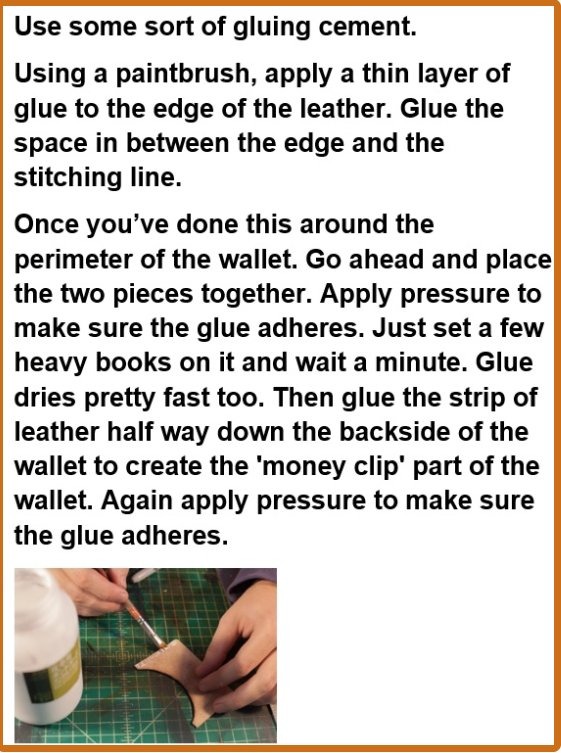 Use some sort of gluing cement.
Using a paintbrush, apply a thin layer of
glue to the edge of the leather. Glue the
space in between the edge and the
stitching line.
Once you’ve done this around the
perimeter of the wallet. Go ahead and place
the two pieces together. Apply pressure to
make sure the glue adheres. Just set a few
heavy books on it and wait a minute. Glue
dries pretty fast too. Then glue the strip of
leather half way down the backside of the
wallet to create the 'money clip' part of the
wallet. Again apply pressure to make sure
the glue adheres.